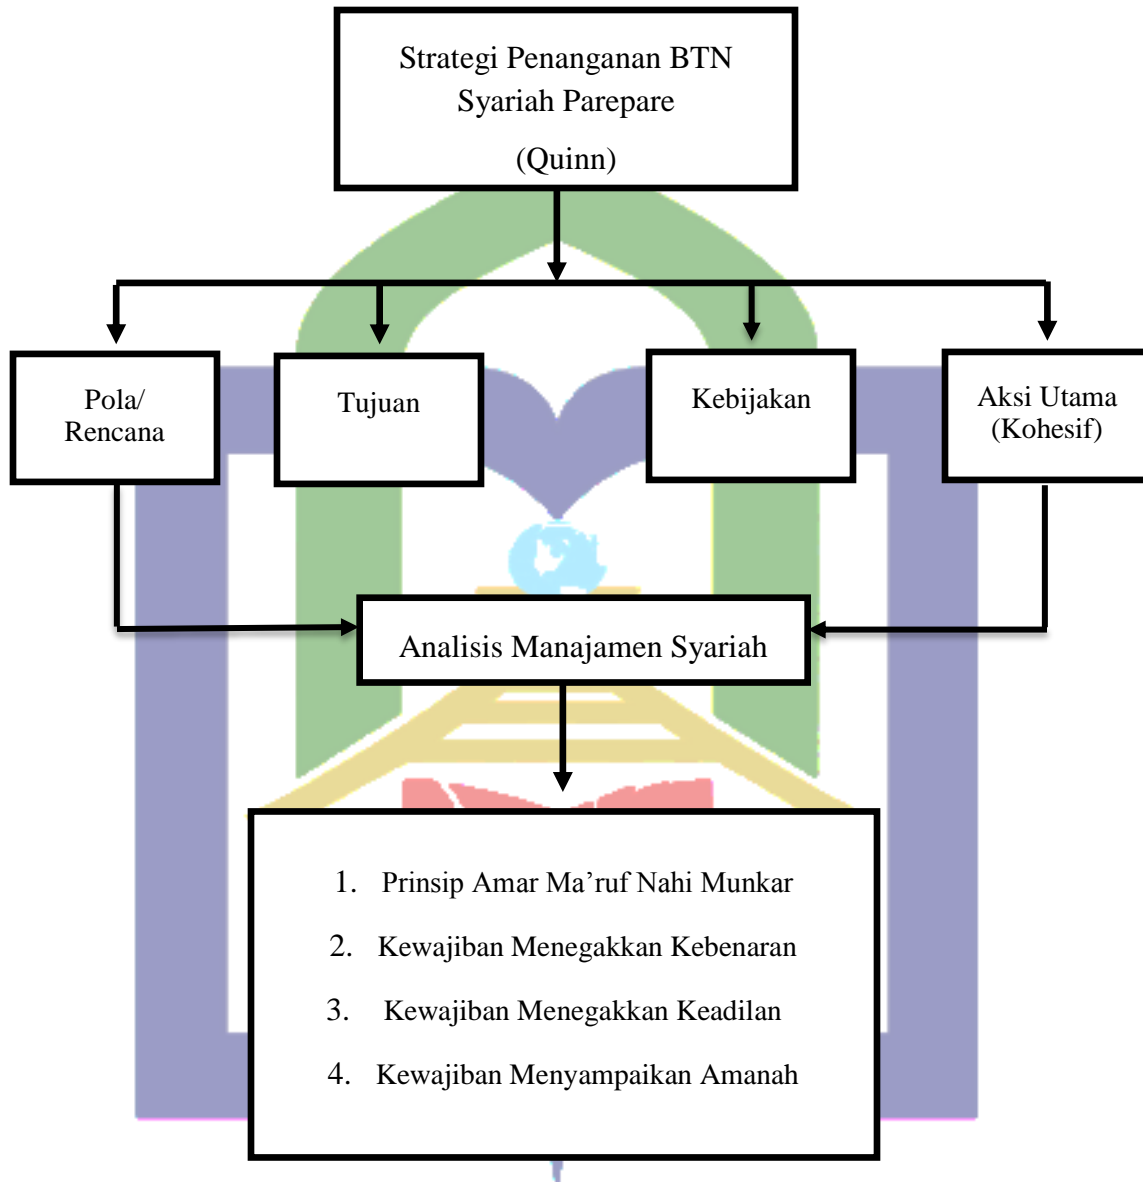 Strategi Penanganan BTN
Syariah Parepare
(Quinn)
Pola/
Rencana
Tujuan
Kebijakan
Aksi Utama
(Kohesif)
Analisis Manajamen Syariah
1. Prinsip Amar Ma’ruf Nahi Munkar
2. Kewajiban Menegakkan Kebenaran
3. Kewajiban Menegakkan Keadilan
4. Kewajiban Menyampaikan Amanah